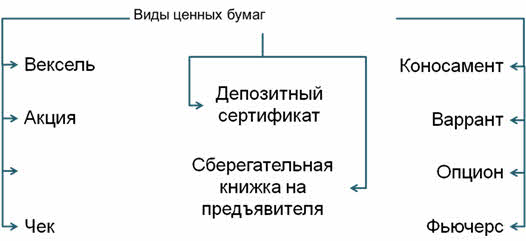 Виды ценных бумаг
Вексель
Акция
Чек
Депозитный
сертификат
Сберегательная
книжка на
предъявителя
Коносамент
Варрант
Опцион
Фьючерс